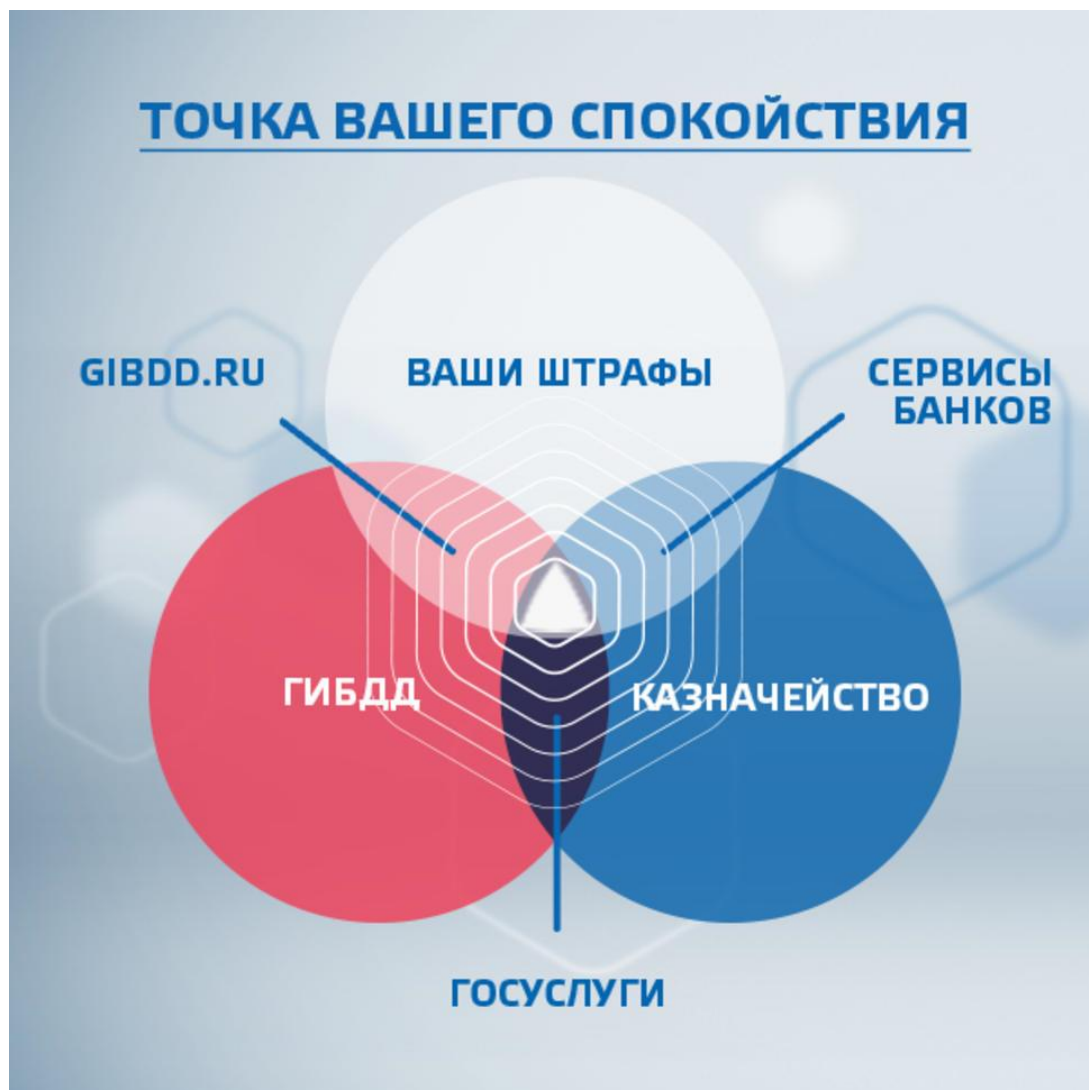 ТОЧКА ВАШЕГО СПОКОЙСТВИЯ
GIBDD.RU
ВАШИ ШТРАФЫ
СЕРВИСЫ
БАНКОВ
ГИБДД
КАЗНАЧЕЙСТВО
ГОСУСЛУГИ